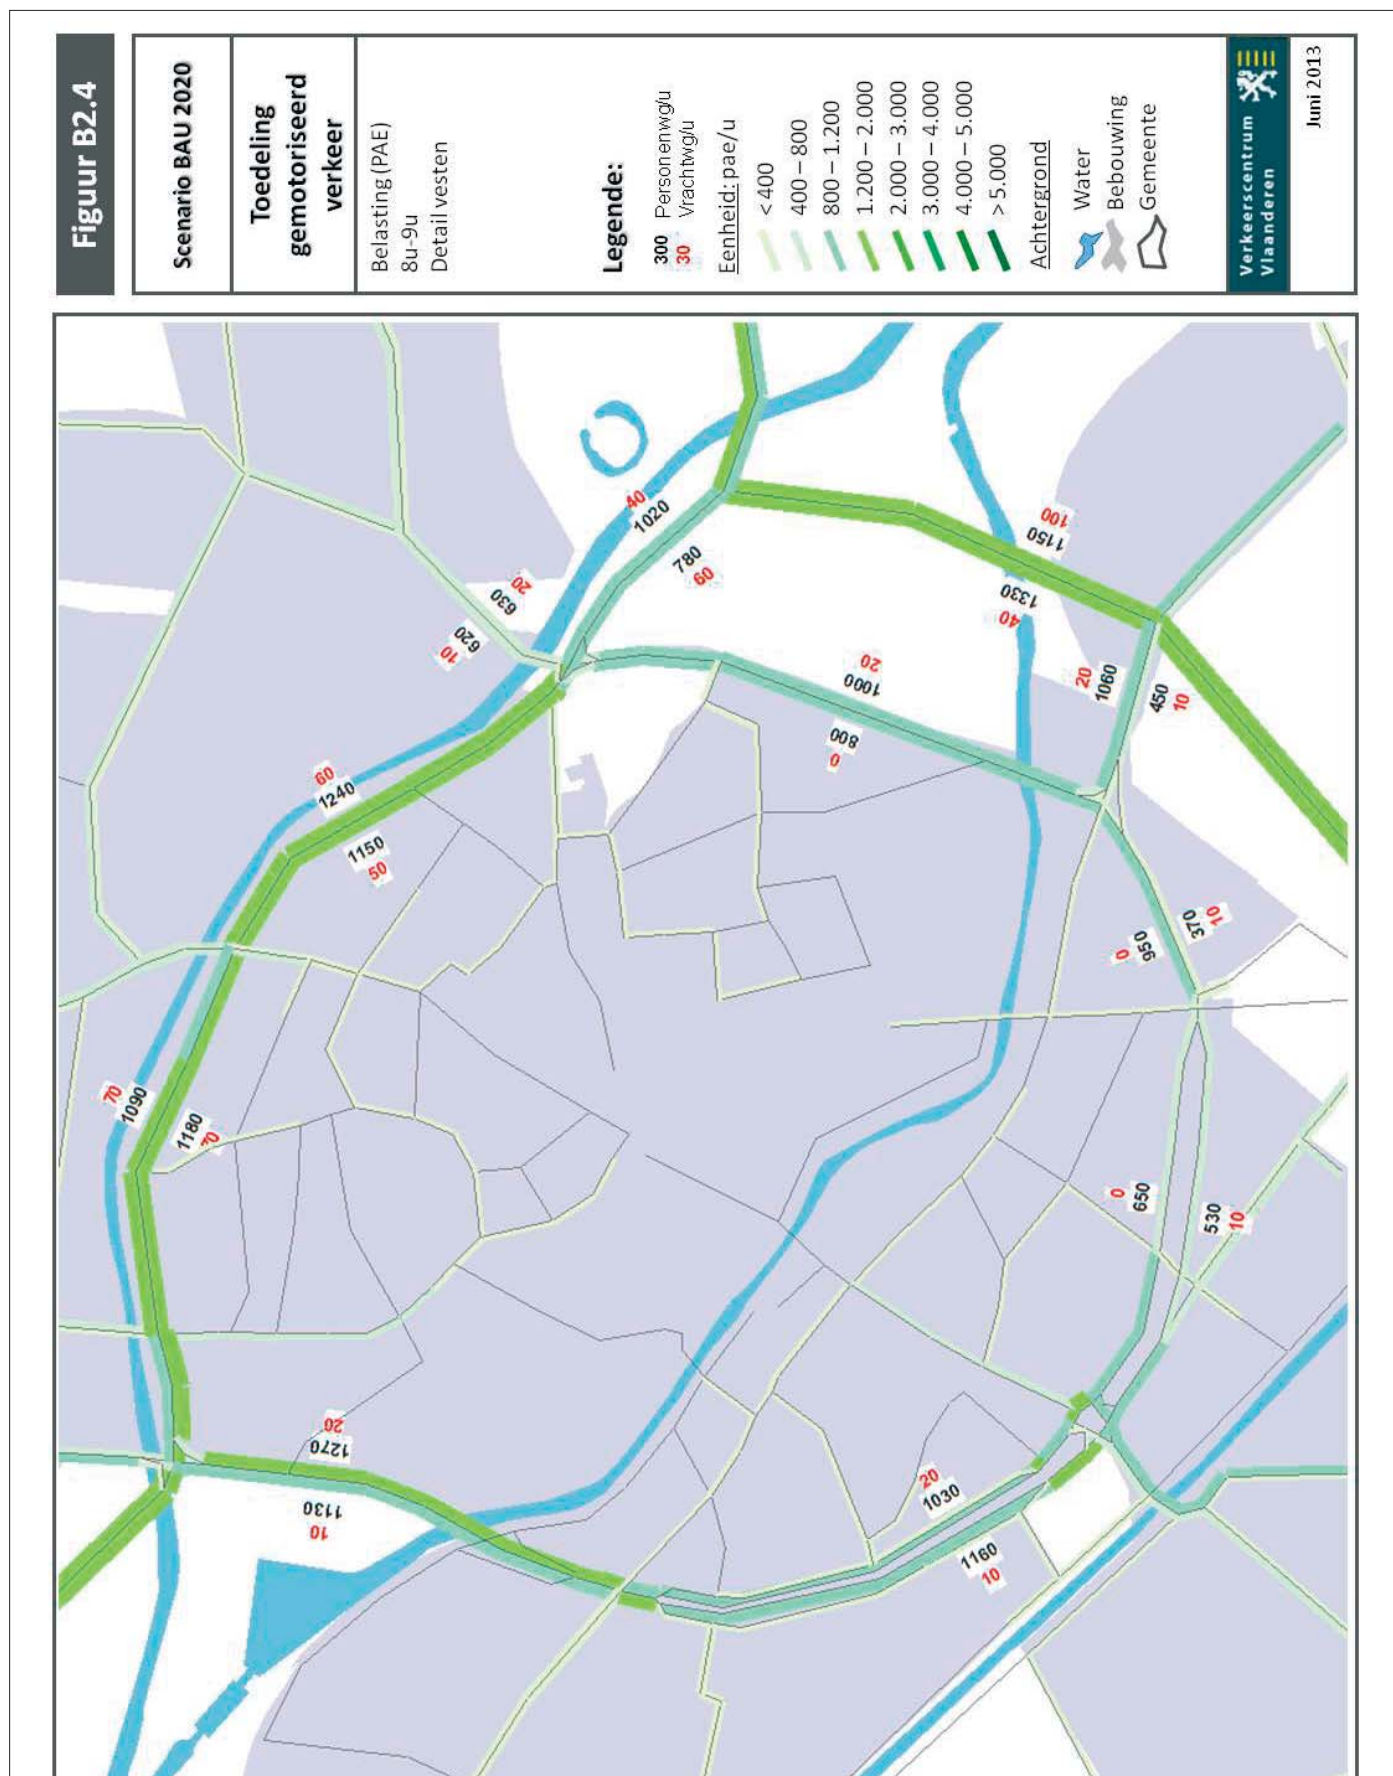 Figuur B2.4
Scenario BAU 2020
Toedeling
gemotoriseerd
verkeer
Belasting (PAE)
8u-9u
Detail vesten
Legende:
300 Personenwg/u
30 Vrachtwg/u
Eenheid: pae/u
< 400
400 – 800
800 – 1.200
1.200 – 2.000
2.000 – 3.000
3.000 – 4.000
4.000 – 5.000
> 5.000
Achtergrond
Water
Bebouwing
Gemeente
Verkeerscentrum
Vlaanderen
Juni 2013
40
1020
780
60
20
630
620
10
100
1150
1330
40
20
1060
450
10
20
1000
800
0
60
1240
1150
50
370
10
0
950
70
1090
1180
70
0
650
530
10
20
1270
1130
10
20
1030
1160
10